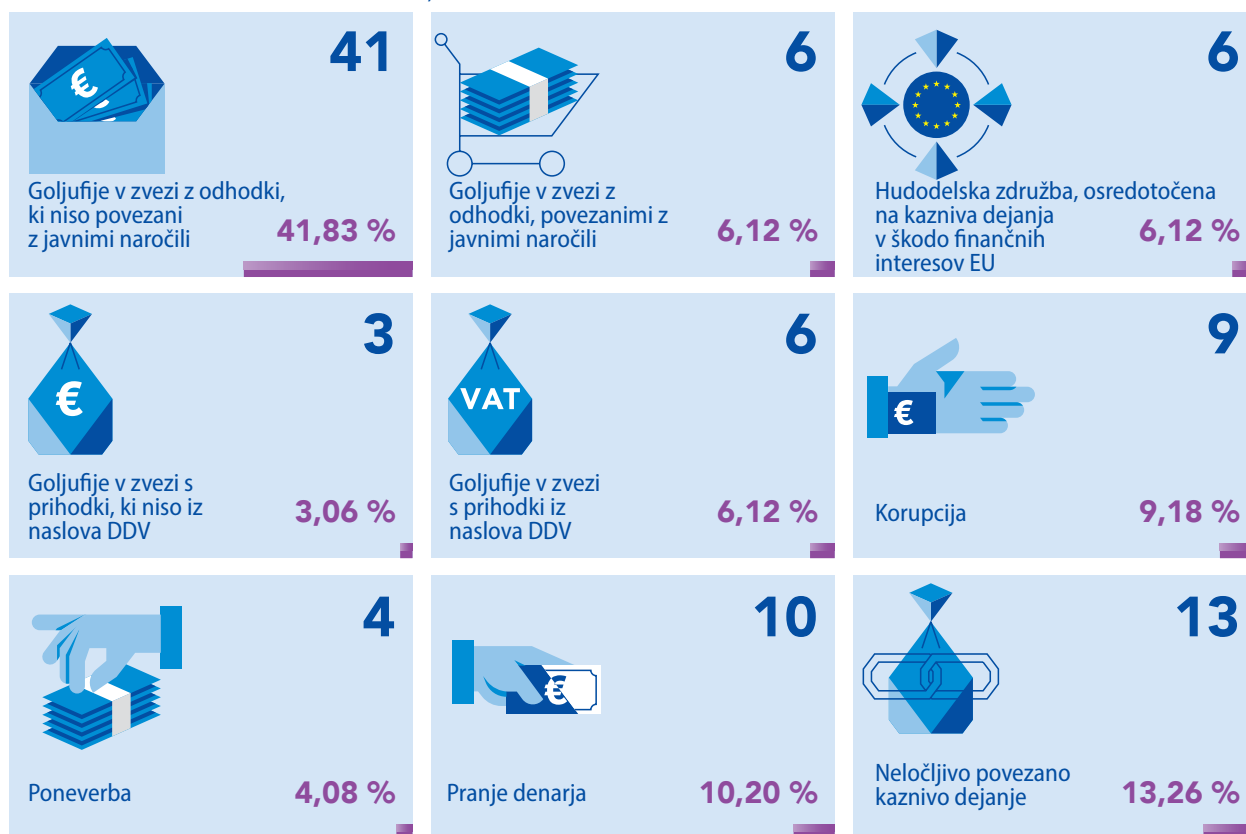 41
€
Goljufije v zvezi z odhodki,
ki niso povezani
z javnimi naročili
41,83 %
6
Goljufije v zvezi z
odhodki, povezanimi z
javnimi naročili
6,12 %
6
Hudodelska združba, osredotočena
na kazniva dejanja
v škodo finančnih
interesov EU
6,12 %
3
€
Goljufije v zvezi s
prihodki, ki niso iz
naslova DDV
3,06 %
6
VAT
Goljufije v zvezi
s prihodki iz
naslova DDV
6,12 %
9
€
Korupcija
9,18 %
4
Poneverba
4,08 %
10
€
Pranje denarja
10,20 %
13
Neločljivo povezano
kaznivo dejanje
13,26 %